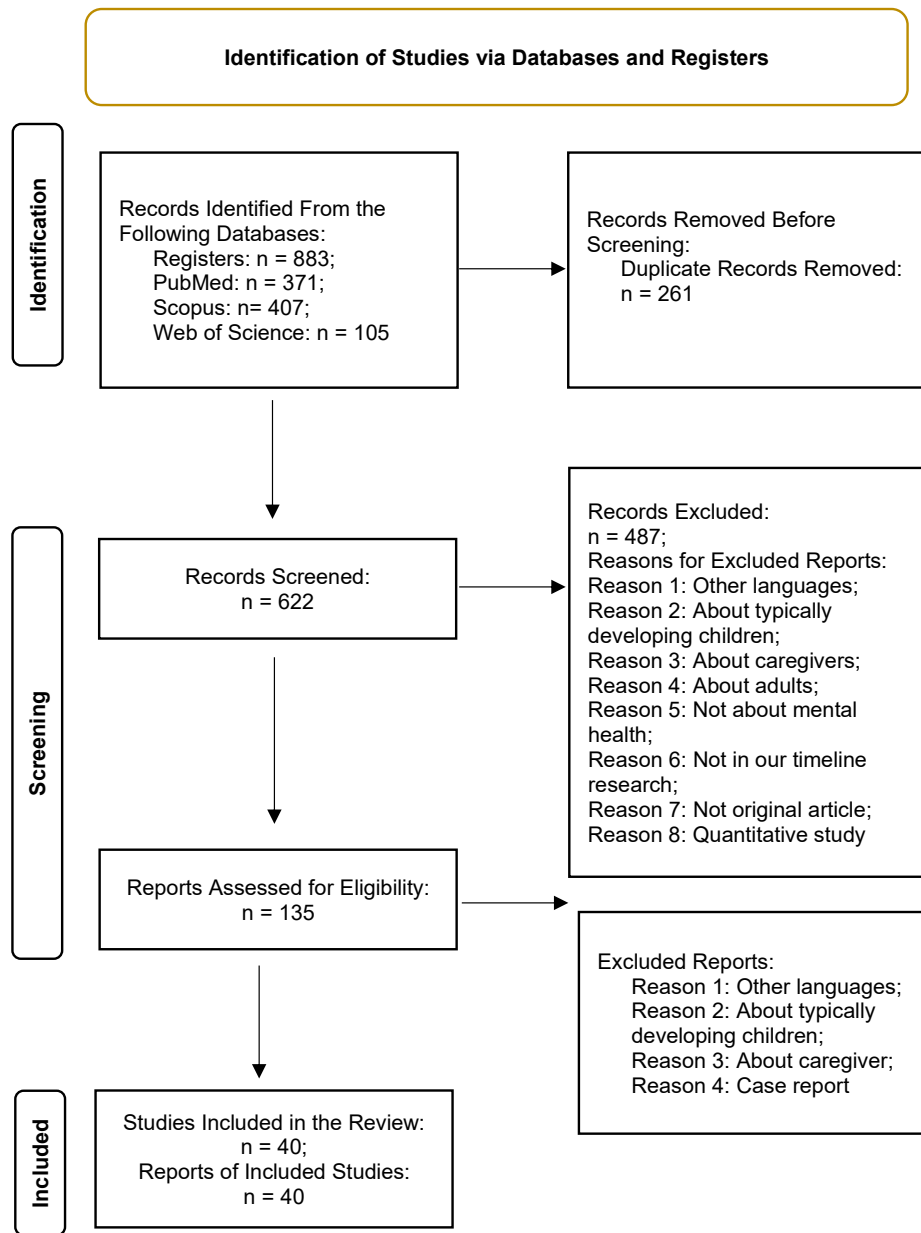 Identification of Studies via Databases and Registers
Identification
Records Identified From the
Following Databases:
Registers: n = 883;
PubMed: n = 371;
Scopus: n= 407;
Web of Science: n = 105
Records Removed Before
Screening:
Duplicate Records Removed:
n = 261
Screening
Records Screened:
n = 622
Records Excluded:
n = 487;
Reasons for Excluded Reports:
Reason 1: Other languages;
Reason 2: About typically
developing children;
Reason 3: About caregivers;
Reason 4: About adults;
Reason 5: Not about mental
health;
Reason 6: Not in our timeline
research;
Reason 7: Not original article;
Reason 8: Quantitative study
Reports Assessed for Eligibility:
n = 135
Excluded Reports:
Reason 1: Other languages;
Reason 2: About typically
developing children;
Reason 3: About caregiver;
Reason 4: Case report
Included
Studies Included in the Review:
n = 40;
Reports of Included Studies:
n = 40